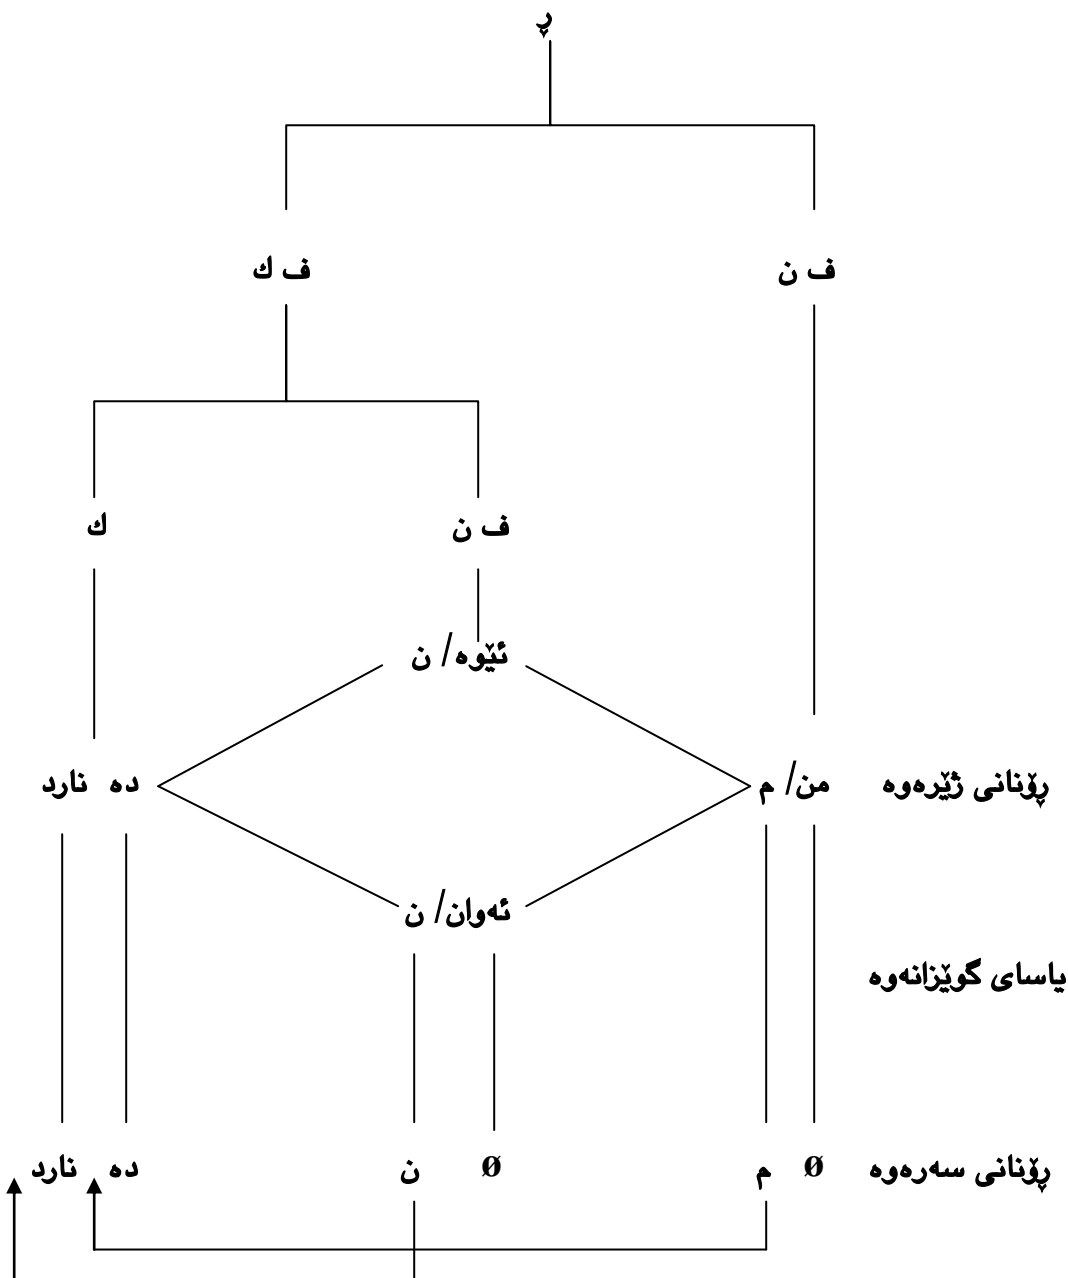 ڕ
ف ن ف ك
ف ن ك
ئێوە/ ن
ڕۆنانی ژێرەوە من/ م دە نارد
ئەوان/ ن
یاسای گوێزانەوە
ڕۆنانی سەرەوە Ø م Ø ن دە نارد